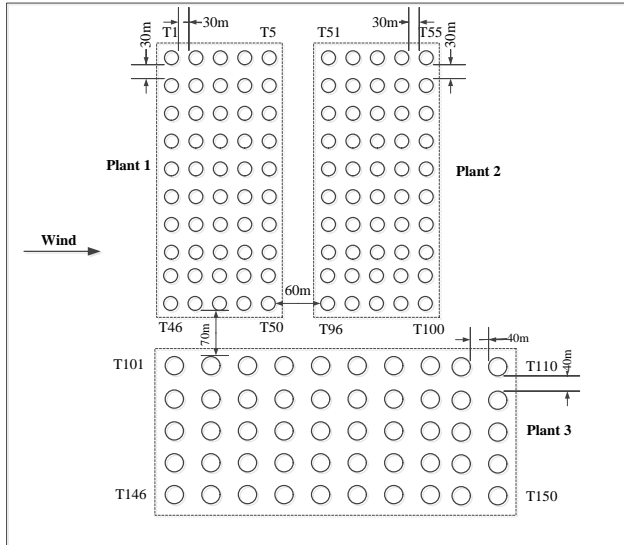 T1
30m
T5
T51
30m
T55
30m
30m
Plant 1
Plant 2
Wind
60m
T46
70m
T50
T96
T100
40m
T101
T110
40m
Plant 3
T146
T150